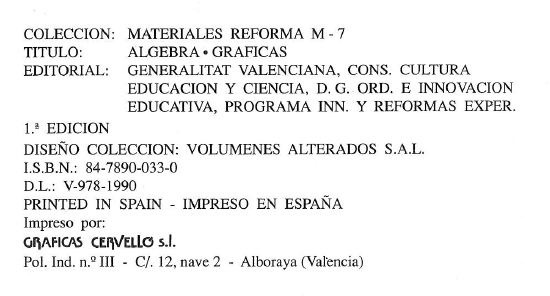 COLECCION: MATERIALES REFORMA M - 7
TITULO: ALGEBRA • GRAFICAS
EDITORIAL: GENERALITAT VALENCIANA, CONS. CULTURA
EDUCACION Y CIENCIA, D. G. ORD. E INNOVACION
EDUCATIVA, PROGRAMA INN. Y REFORMAS EXPER.
1.ª EDICION
DISEÑO COLECCION: VOLUMENES ALTERADOS S.A.L.
I.S.B.N.: 84-7890-033-0
D.L.: V-978-1990
PRINTED IN SPAIN - IMPRESO EN ESPAÑA
Impreso por:
GRAFICAS CERVELLO s.l.
Pol. Ind. n.º III - C/. 12, nave 2 - Alboraya (Valencia)